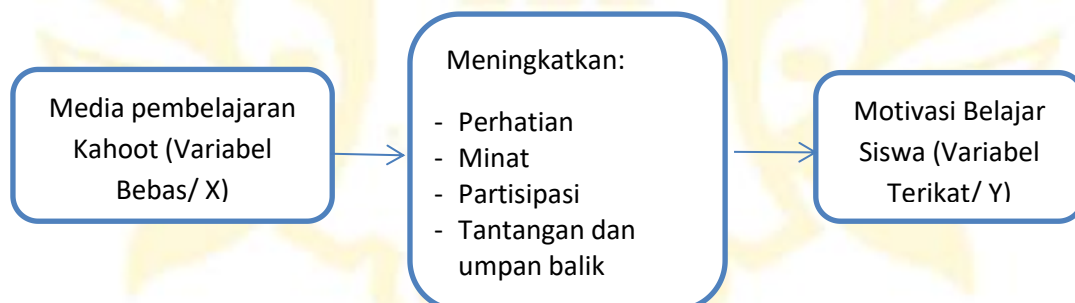 Media pembelajaran
Kahoot (Variabel
Bebas/ X)
Meningkatkan:
- Perhatian
- Minat
- Partisipasi
- Tantangan dan
umpan balik
Motivasi Belajar
Siswa (Variabel
Terikat/ Y)